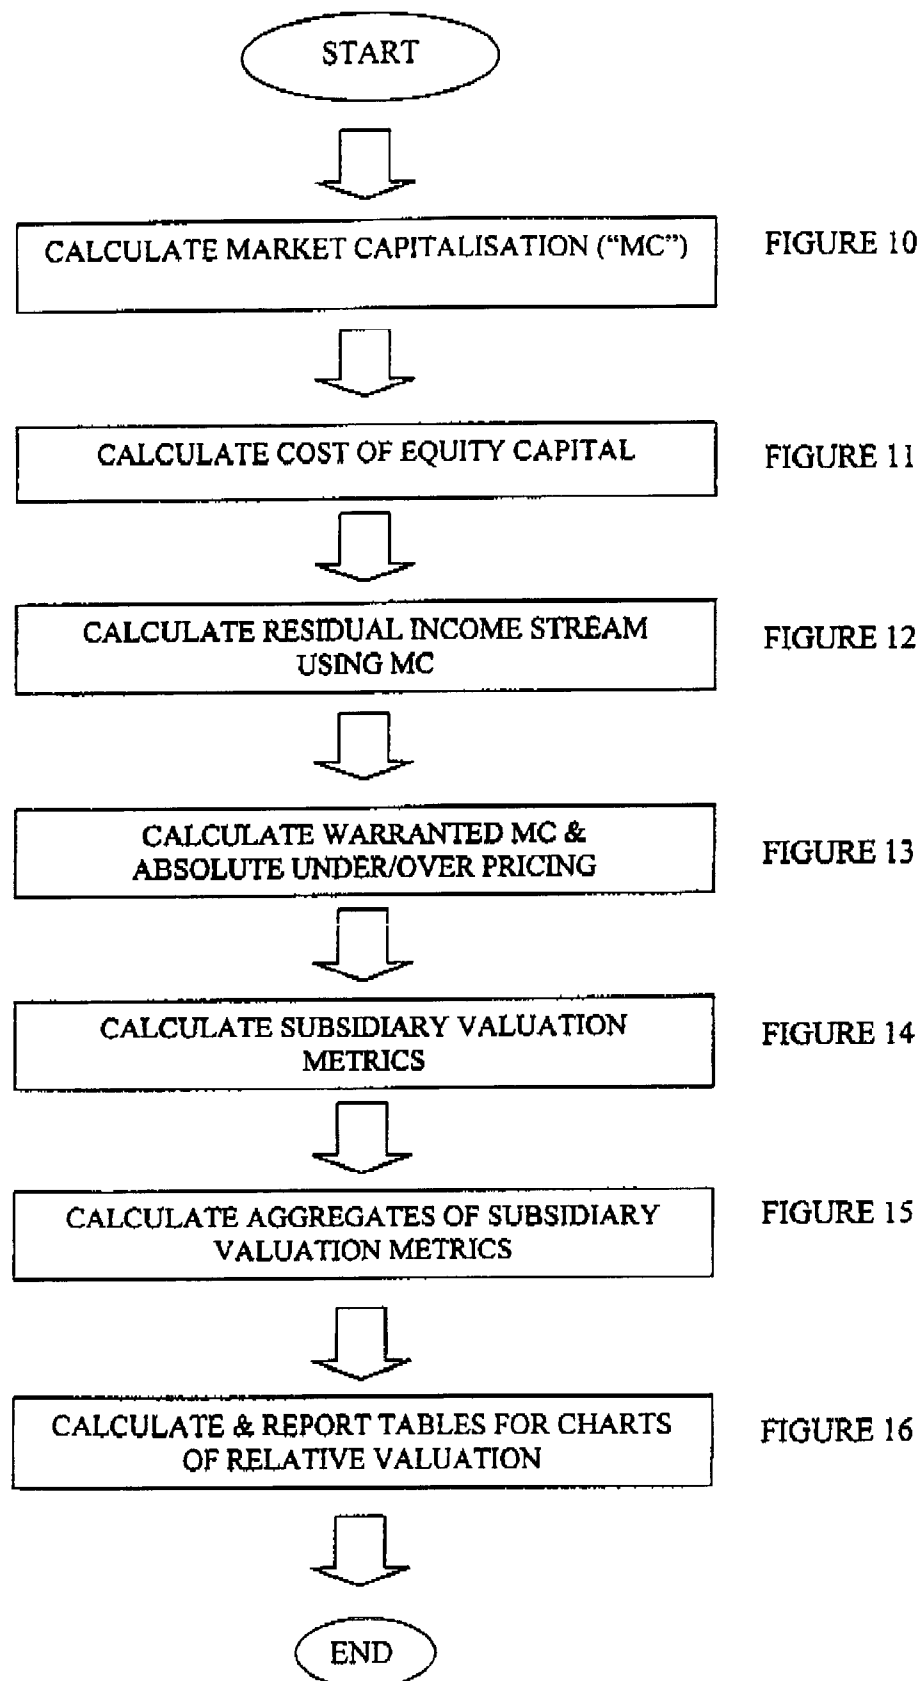 START
CALCULATE MARKET CAPITALISATION ("MC")
FIGURE 10
CALCULATE COST OF EQUITY CAPITAL
FIGURE 11
CALCULATE RESIDUAL INCOME STREAM
USING MC
FIGURE 12
CALCULATE WARRANTED MC &
ABSOLUTE UNDER/OVER PRICING
FIGURE 13
CALCULATE SUBSIDIARY VALUATION
METRICS
FIGURE 14
CALCULATE AGGREGATES OF SUBSIDIARY
VALUATION METRICS
FIGURE 15
CALCULATE & REPORT TABLES FOR CHARTS
OF RELATIVE VALUATION
FIGURE 16
END